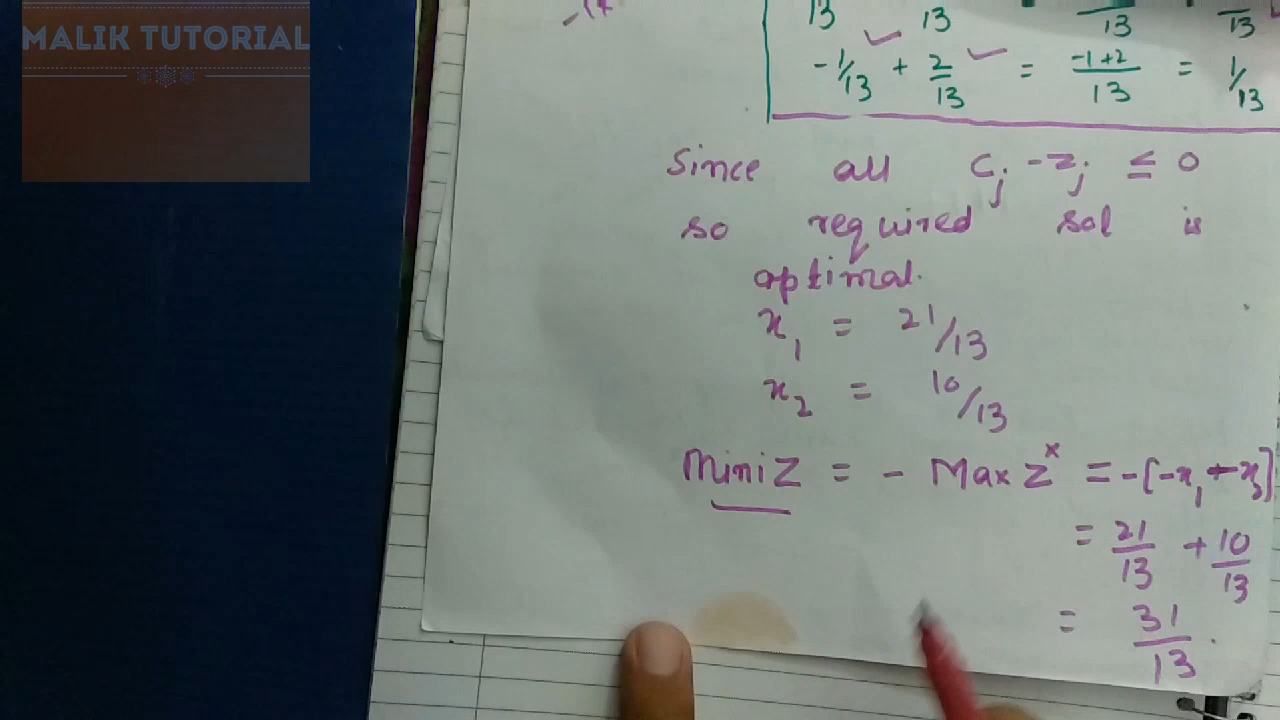 MALIK TUTORIAL
13 13 13 13
-1/13 + 2/13 = -1+2/13 = 1/13
Since all Cj - Zj ≤ 0
so required sol is
optimal.
x1 = 21/13
x2 = 10/13
Mini Z = - Max Z* = -[-x1 - x2]
= 21/13 + 10/13
= 31/13.